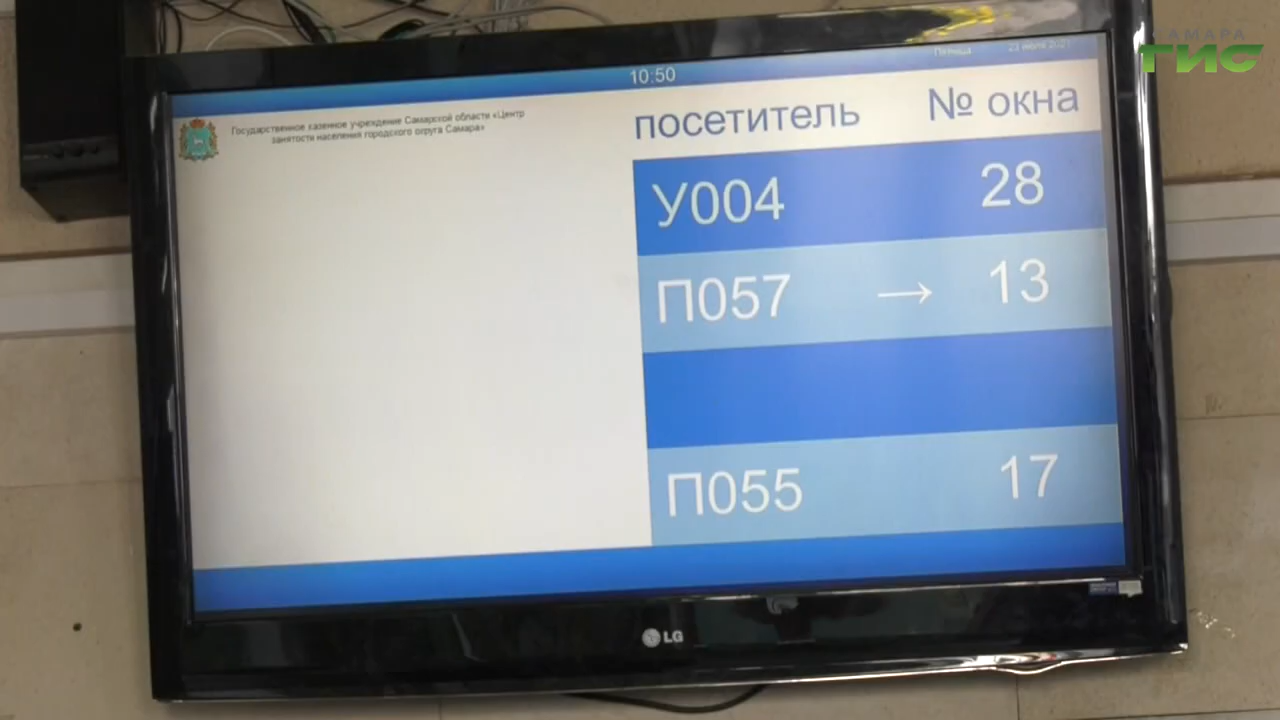 САМАРА
ГИС
10:50
Пятница
23 июля 2021
Государственное казенное учреждение Самарской области «Центр
занятости населения городского округа Самара»
посетитель № окна
У004 28
П057 → 13
П055 17
LG